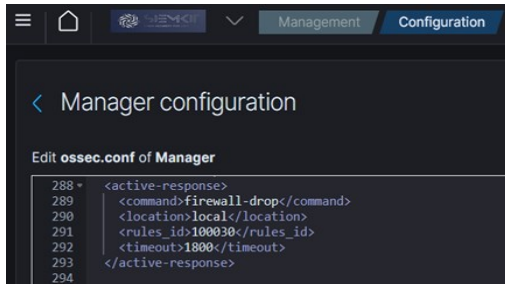 Management
Configuration
Manager configuration
Edit ossec.conf of Manager
288 <active-response>
289 <command>firewall-drop</command>
290 <location>local</location>
291 <rules_id>100030</rules_id>
292 <timeout>1800</timeout>
293 </active-response>
294